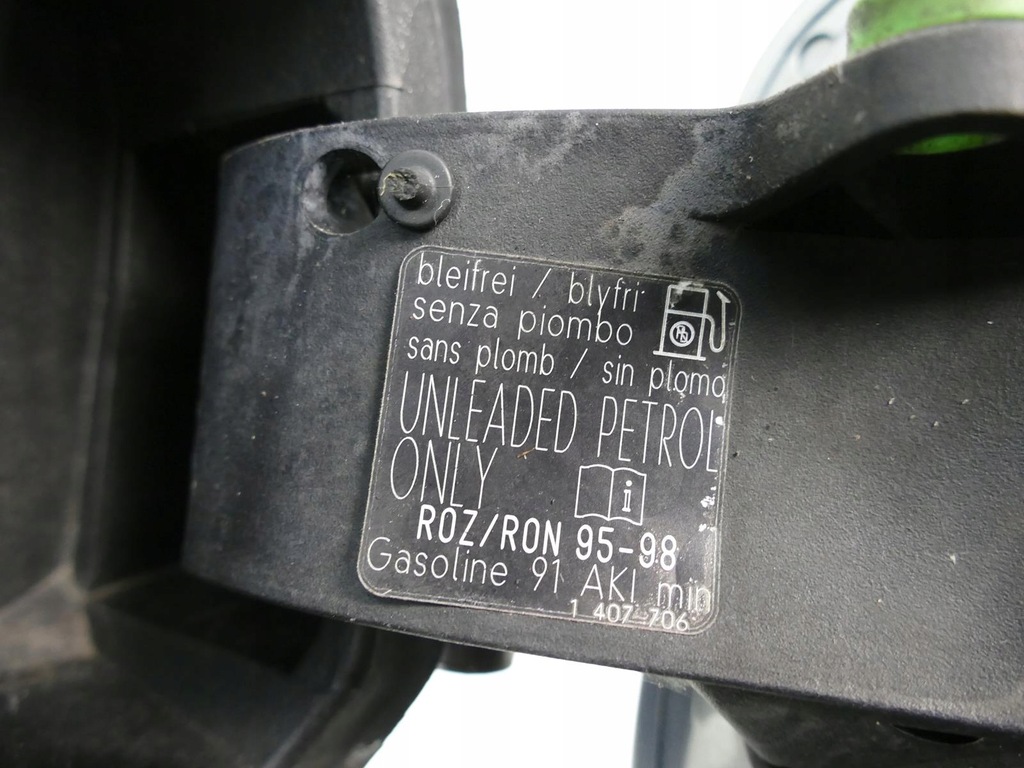 bleifrei / blyfri
senza piombo
sans plomb / sin plomo
UNLEADED PETROL
ONLY
i
ROZ/RON 95-98
Gasoline 91 AKI min
1 407 706